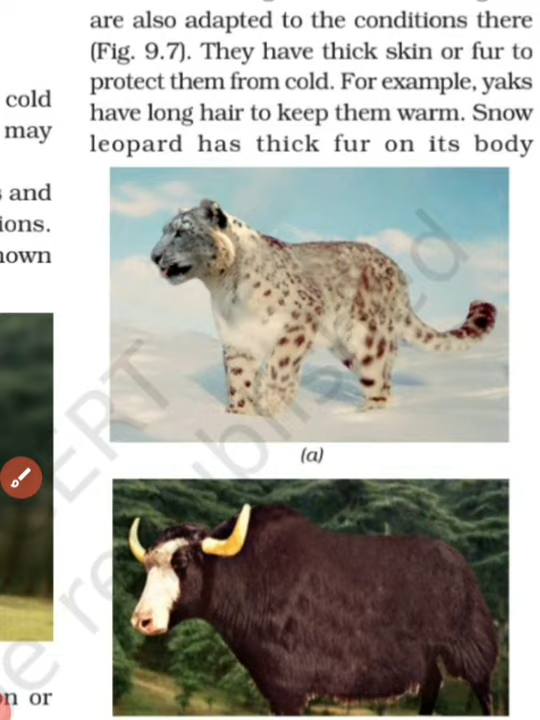 are also adapted to the conditions there
(Fig. 9.7). They have thick skin or fur to
protect them from cold. For example, yaks
have long hair to keep them warm. Snow
leopard has thick fur on its body
cold
may
and
(a)
or